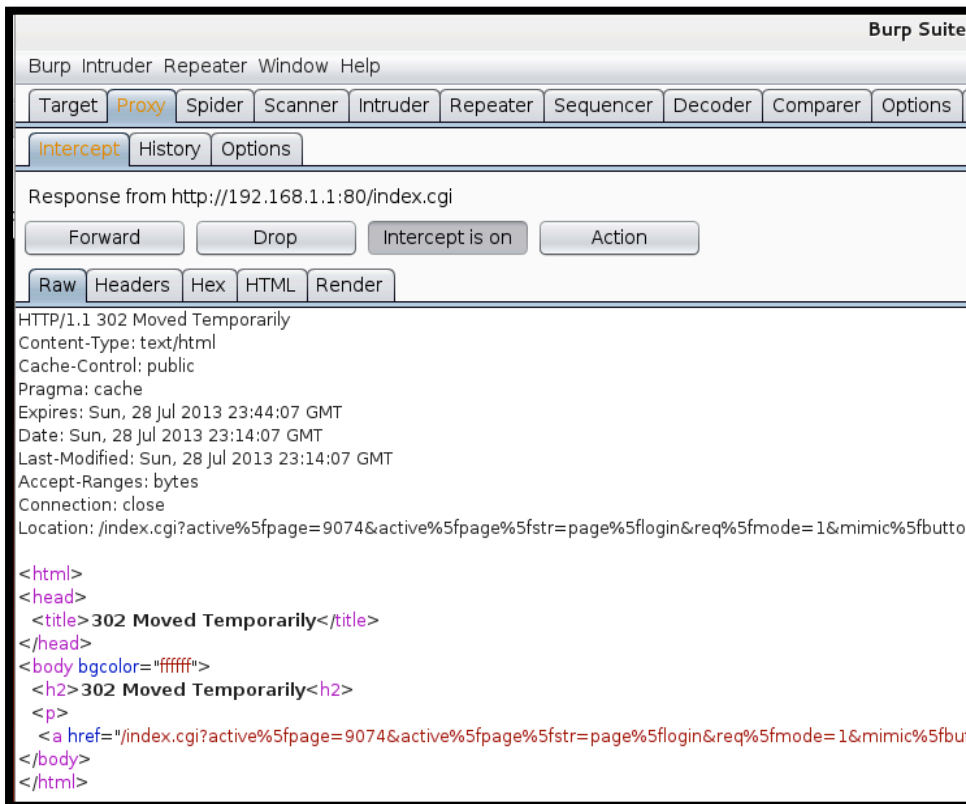 Burp Suite
Burp Intruder Repeater Window Help
Target Proxy Spider Scanner Intruder Repeater Sequencer Decoder Comparer Options
Intercept History Options
Response from http://192.168.1.1:80/index.cgi
Forward Drop Intercept is on Action
Raw Headers Hex HTML Render
HTTP/1.1 302 Moved Temporarily
Content-Type: text/html
Cache-Control: public
Pragma: cache
Expires: Sun, 28 Jul 2013 23:44:07 GMT
Date: Sun, 28 Jul 2013 23:14:07 GMT
Last-Modified: Sun, 28 Jul 2013 23:14:07 GMT
Accept-Ranges: bytes
Connection: close
Location: /index.cgi?active%5fpage=9074&active%5fpage%5fstr=page%5flogin&req%5fmode=1&mimic%5fbutto
<html>
<head>
<title>302 Moved Temporarily</title>
</head>
<body bgcolor="ffffff">
<h2>302 Moved Temporarily<h2>
<p>
<a href="/index.cgi?active%5fpage=9074&active%5fpage%5fstr=page%5flogin&req%5fmode=1&mimic%5fbu
</body>
</html>